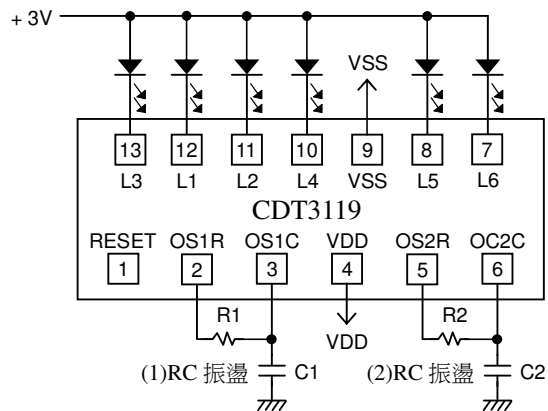 + 3V
VSS
13 12 11 10 9 8 7
L3 L1 L2 L4 VSS L5 L6
CDT3119
RESET OS1R OS1C VDD OS2R OC2C
1 2 3 4 5 6
R1 R2
VDD
(1)RC 振盪 C1 (2)RC 振盪 C2